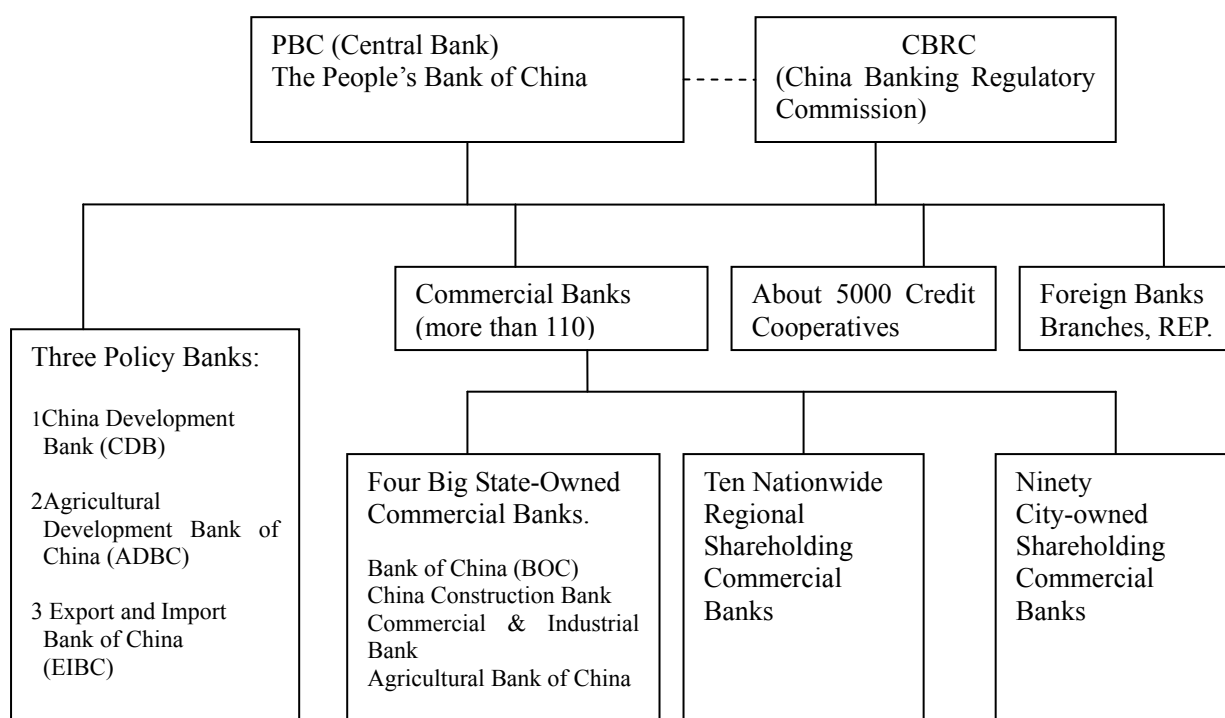 PBC (Central Bank)
The People’s Bank of China
CBRC
(China Banking Regulatory
Commission)
Commercial Banks
(more than 110)
About 5000 Credit
Cooperatives
Foreign Banks
Branches, REP.
Three Policy Banks:
1China Development
Bank (CDB)
2Agricultural
Development Bank of
China (ADBC)
3 Export and Import
Bank of China
(EIBC)
Four Big State-Owned
Commercial Banks.
Bank of China (BOC)
China Construction Bank
Commercial & Industrial
Bank
Agricultural Bank of China
Ten Nationwide
Regional
Shareholding
Commercial
Banks
Ninety
City-owned
Shareholding
Commercial
Banks